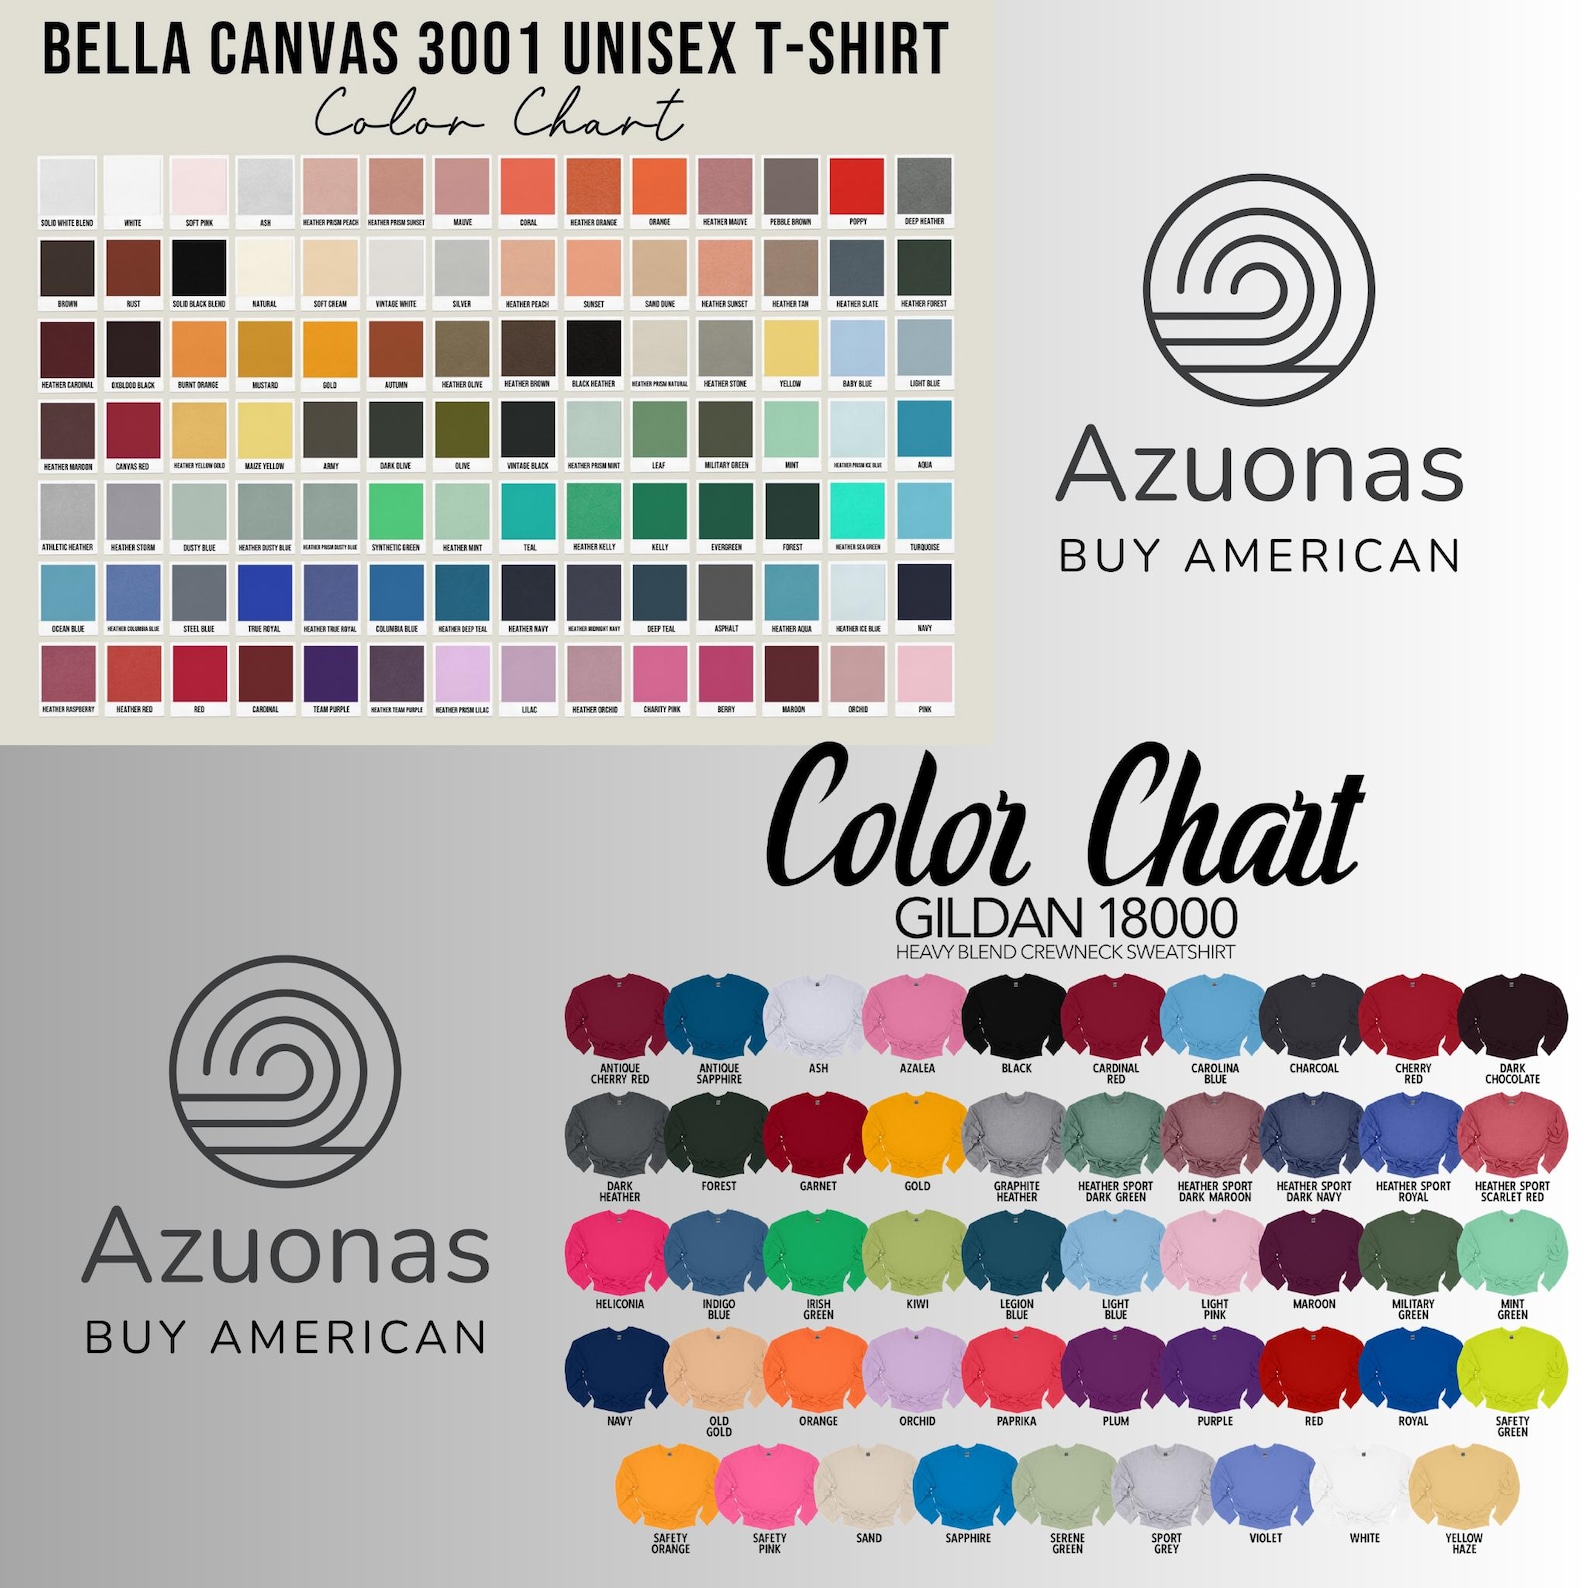 BELLA CANVAS 3001 UNISEX T-SHIRT
Color Chart
SOLID WHITE BLEND WHITE SOFT PINK ASH HEATHER PRISM PEACH HEATHER PRISM SUNSET MAUVE CORAL HEATHER ORANGE ORANGE HEATHER MAUVE PEBBLE BROWN POPPY DEEP HEATHER
BROWN RUST SOLID BLACK BLEND NATURAL SOFT CREAM VINTAGE WHITE SILVER HEATHER PEACH SUNSET SAND DUNE HEATHER SUNSET HEATHER TAN HEATHER SLATE HEATHER FOREST
HEATHER CARDINAL OXBLOOD BLACK BURNT ORANGE MUSTARD GOLD AUTUMN HEATHER OLIVE HEATHER BROWN BLACK HEATHER HEATHER PRISM NATURAL HEATHER STONE YELLOW BABY BLUE LIGHT BLUE
HEATHER MAROON CANVAS RED HEATHER YELLOW GOLD MAIZE YELLOW ARMY DARK OLIVE OLIVE VINTAGE BLACK HEATHER PRISM MINT LEAF MILITARY GREEN MINT HEATHER PRISM ICE BLUE AQUA
ATHLETIC HEATHER HEATHER STORM DUSTY BLUE HEATHER DUSTY BLUE HEATHER PRISM DUSTY BLUE SYNTHETIC GREEN HEATHER MINT TEAL HEATHER KELLY KELLY EVERGREEN FOREST HEATHER SEA GREEN TURQUOISE
OCEAN BLUE HEATHER COLUMBIA BLUE STEEL BLUE TRUE ROYAL HEATHER TRUE ROYAL COLUMBIA BLUE HEATHER DEEP TEAL HEATHER NAVY HEATHER MIDNIGHT NAVY DEEP TEAL ASPHALT HEATHER AQUA HEATHER ICE BLUE NAVY
HEATHER RASPBERRY HEATHER RED RED CARDINAL TEAM PURPLE HEATHER TEAM PURPLE HEATHER PRISM LILAC LILAC HEATHER ORCHID CHARITY PINK BERRY MAROON ORCHID PINK
Azuonas
BUY AMERICAN
Color Chart
GILDAN 18000
HEAVY BLEND CREWNECK SWEATSHIRT
ANTIQUE ANTIQUE ASH AZALEA BLACK CARDINAL CAROLINA CHARCOAL CHERRY DARK
CHERRY RED SAPPHIRE RED BLUE RED CHOCOLATE
DARK FOREST GARNET GOLD GRAPHITE HEATHER SPORT HEATHER SPORT HEATHER SPORT HEATHER SPORT HEATHER SPORT
HEATHER HEATHER DARK GREEN DARK MAROON DARK NAVY ROYAL SCARLET RED
HELICONIA INDIGO IRISH KIWI LEGION LIGHT LIGHT MAROON MILITARY MINT
BLUE GREEN BLUE BLUE PINK GREEN GREEN
NAVY OLD ORANGE ORCHID PAPRIKA PLUM PURPLE RED ROYAL SAFETY
GOLD GREEN
SAFETY SAFETY SAND SAPPHIRE SERENE SPORT VIOLET WHITE YELLOW
ORANGE PINK GREEN GREY HAZE
Azuonas
BUY AMERICAN